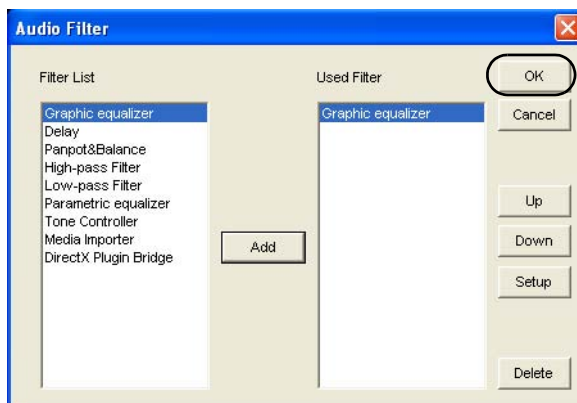 Audio Filter
Filter List
Graphic equalizer
Delay
Panpot&Balance
High-pass Filter
Low-pass Filter
Parametric equalizer
Tone Controller
Media Importer
DirectX Plugin Bridge
Add
Used Filter
Graphic equalizer
OK
Cancel
Up
Down
Setup
Delete